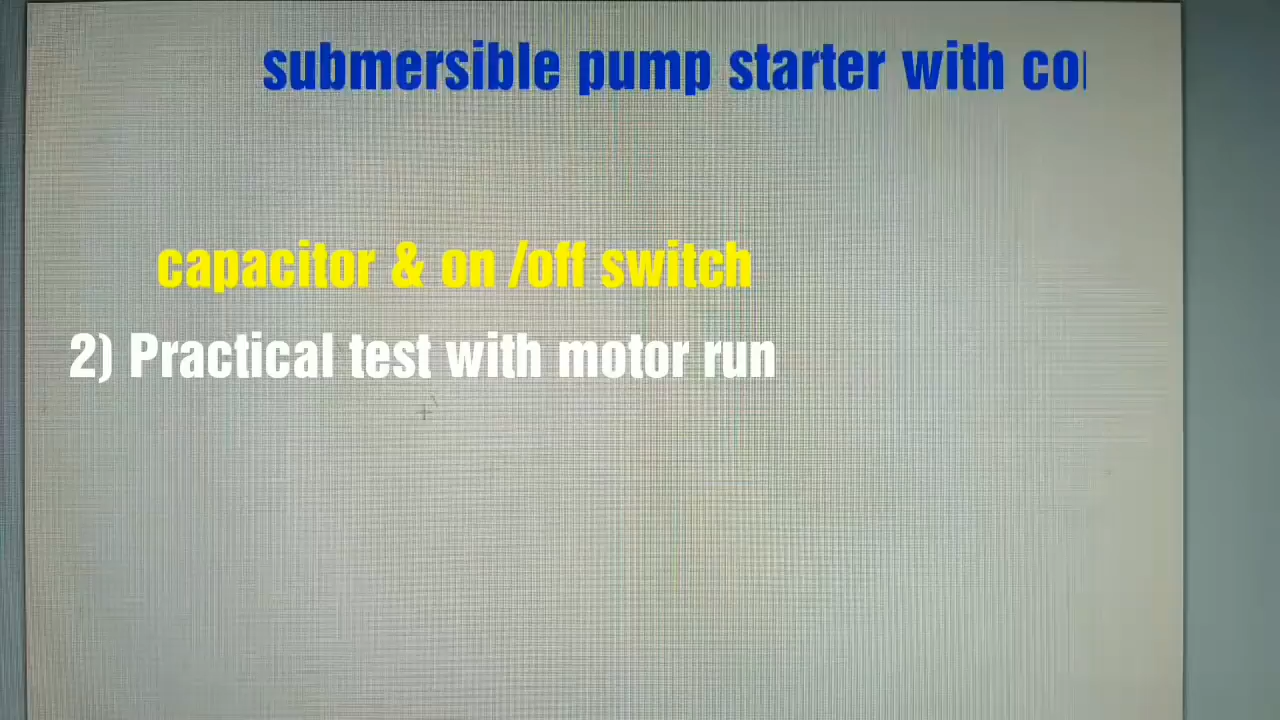 submersible pump starter with co
capacitor & on /off switch
2) Practical test with motor run